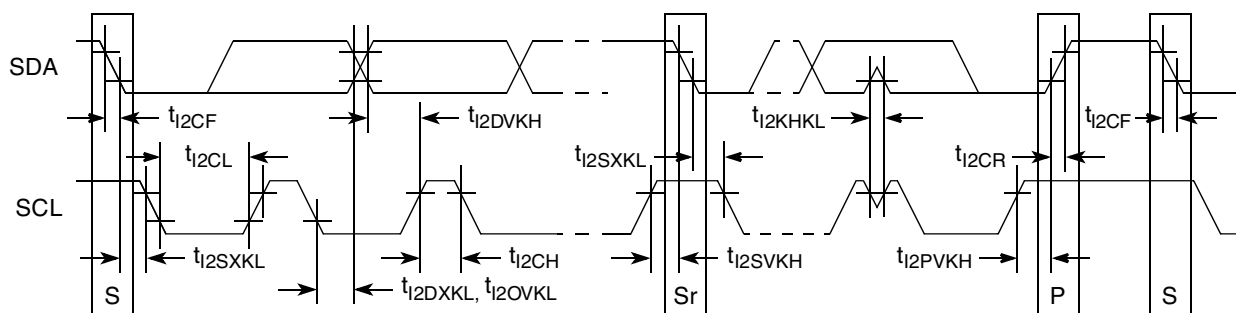 SDA
tI2CF
tI2DVKH
tI2KHKL
tI2CF
tI2CL
tI2SXKL
tI2CR
SCL
tI2SXKL
tI2CH
tI2SVKH
tI2PVKH
tI2DXKL, tI2OVKL
S
Sr
P
S